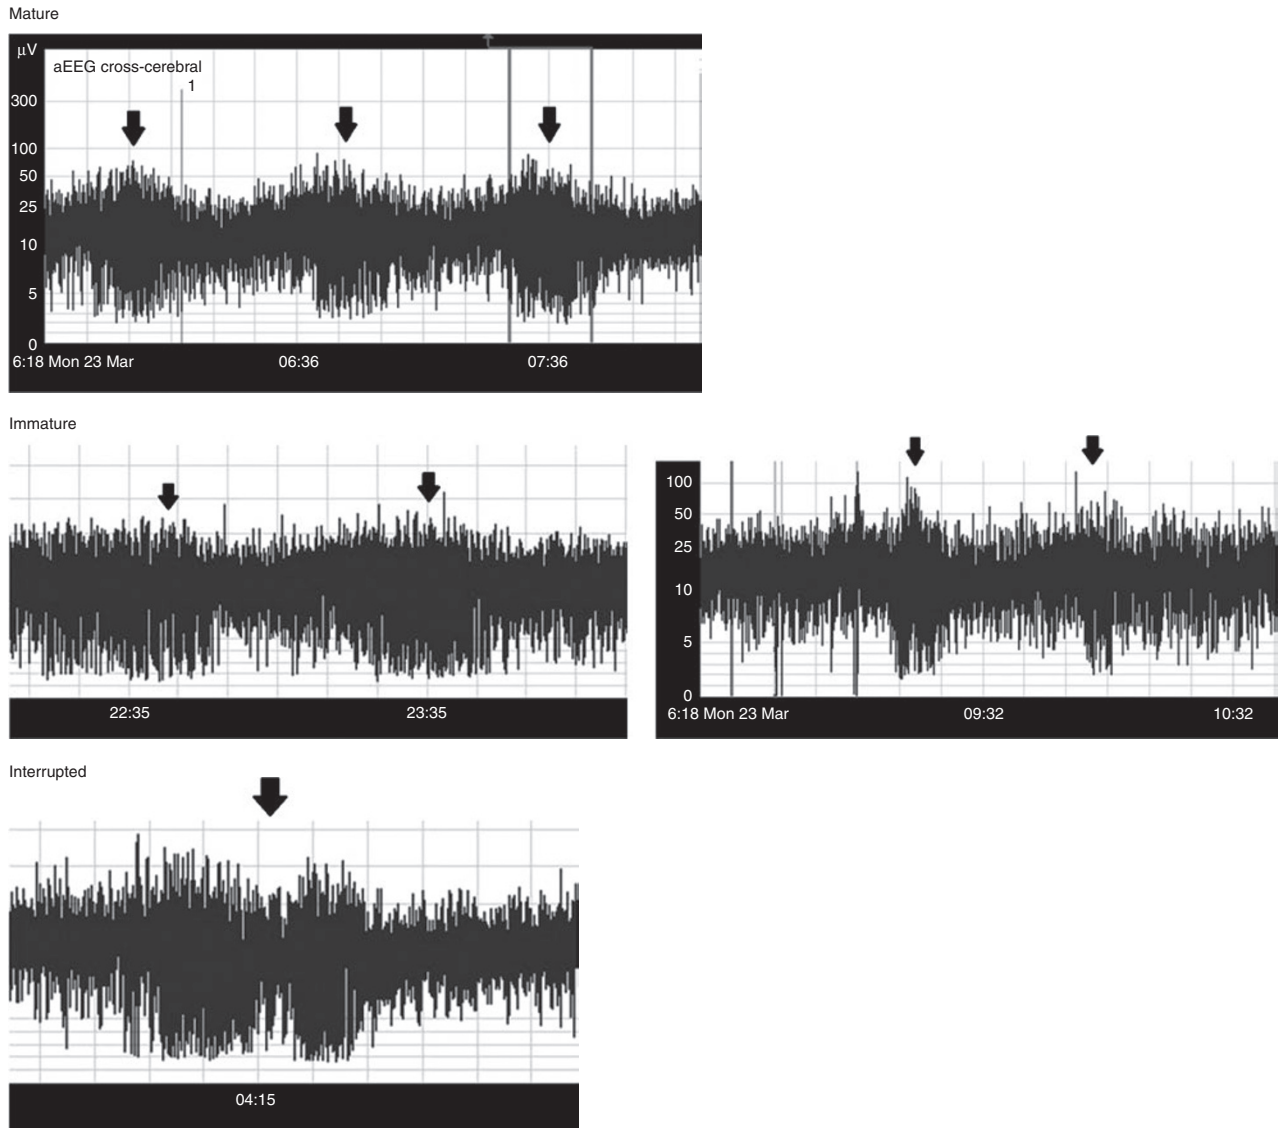 Mature
μV
aEEG cross-cerebral
1
300
100
50
25
10
5
0
6:18 Mon 23 Mar 06:36 07:36
Immature
22:35 23:35
100
50
25
10
5
0
6:18 Mon 23 Mar 09:32 10:32
Interrupted
04:15